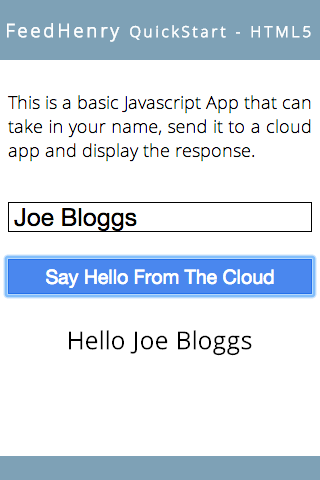 FeedHenry QuickStart - HTML5
This is a basic Javascript App that can
take in your name, send it to a cloud
app and display the response.
Joe Bloggs
Say Hello From The Cloud
Hello Joe Bloggs